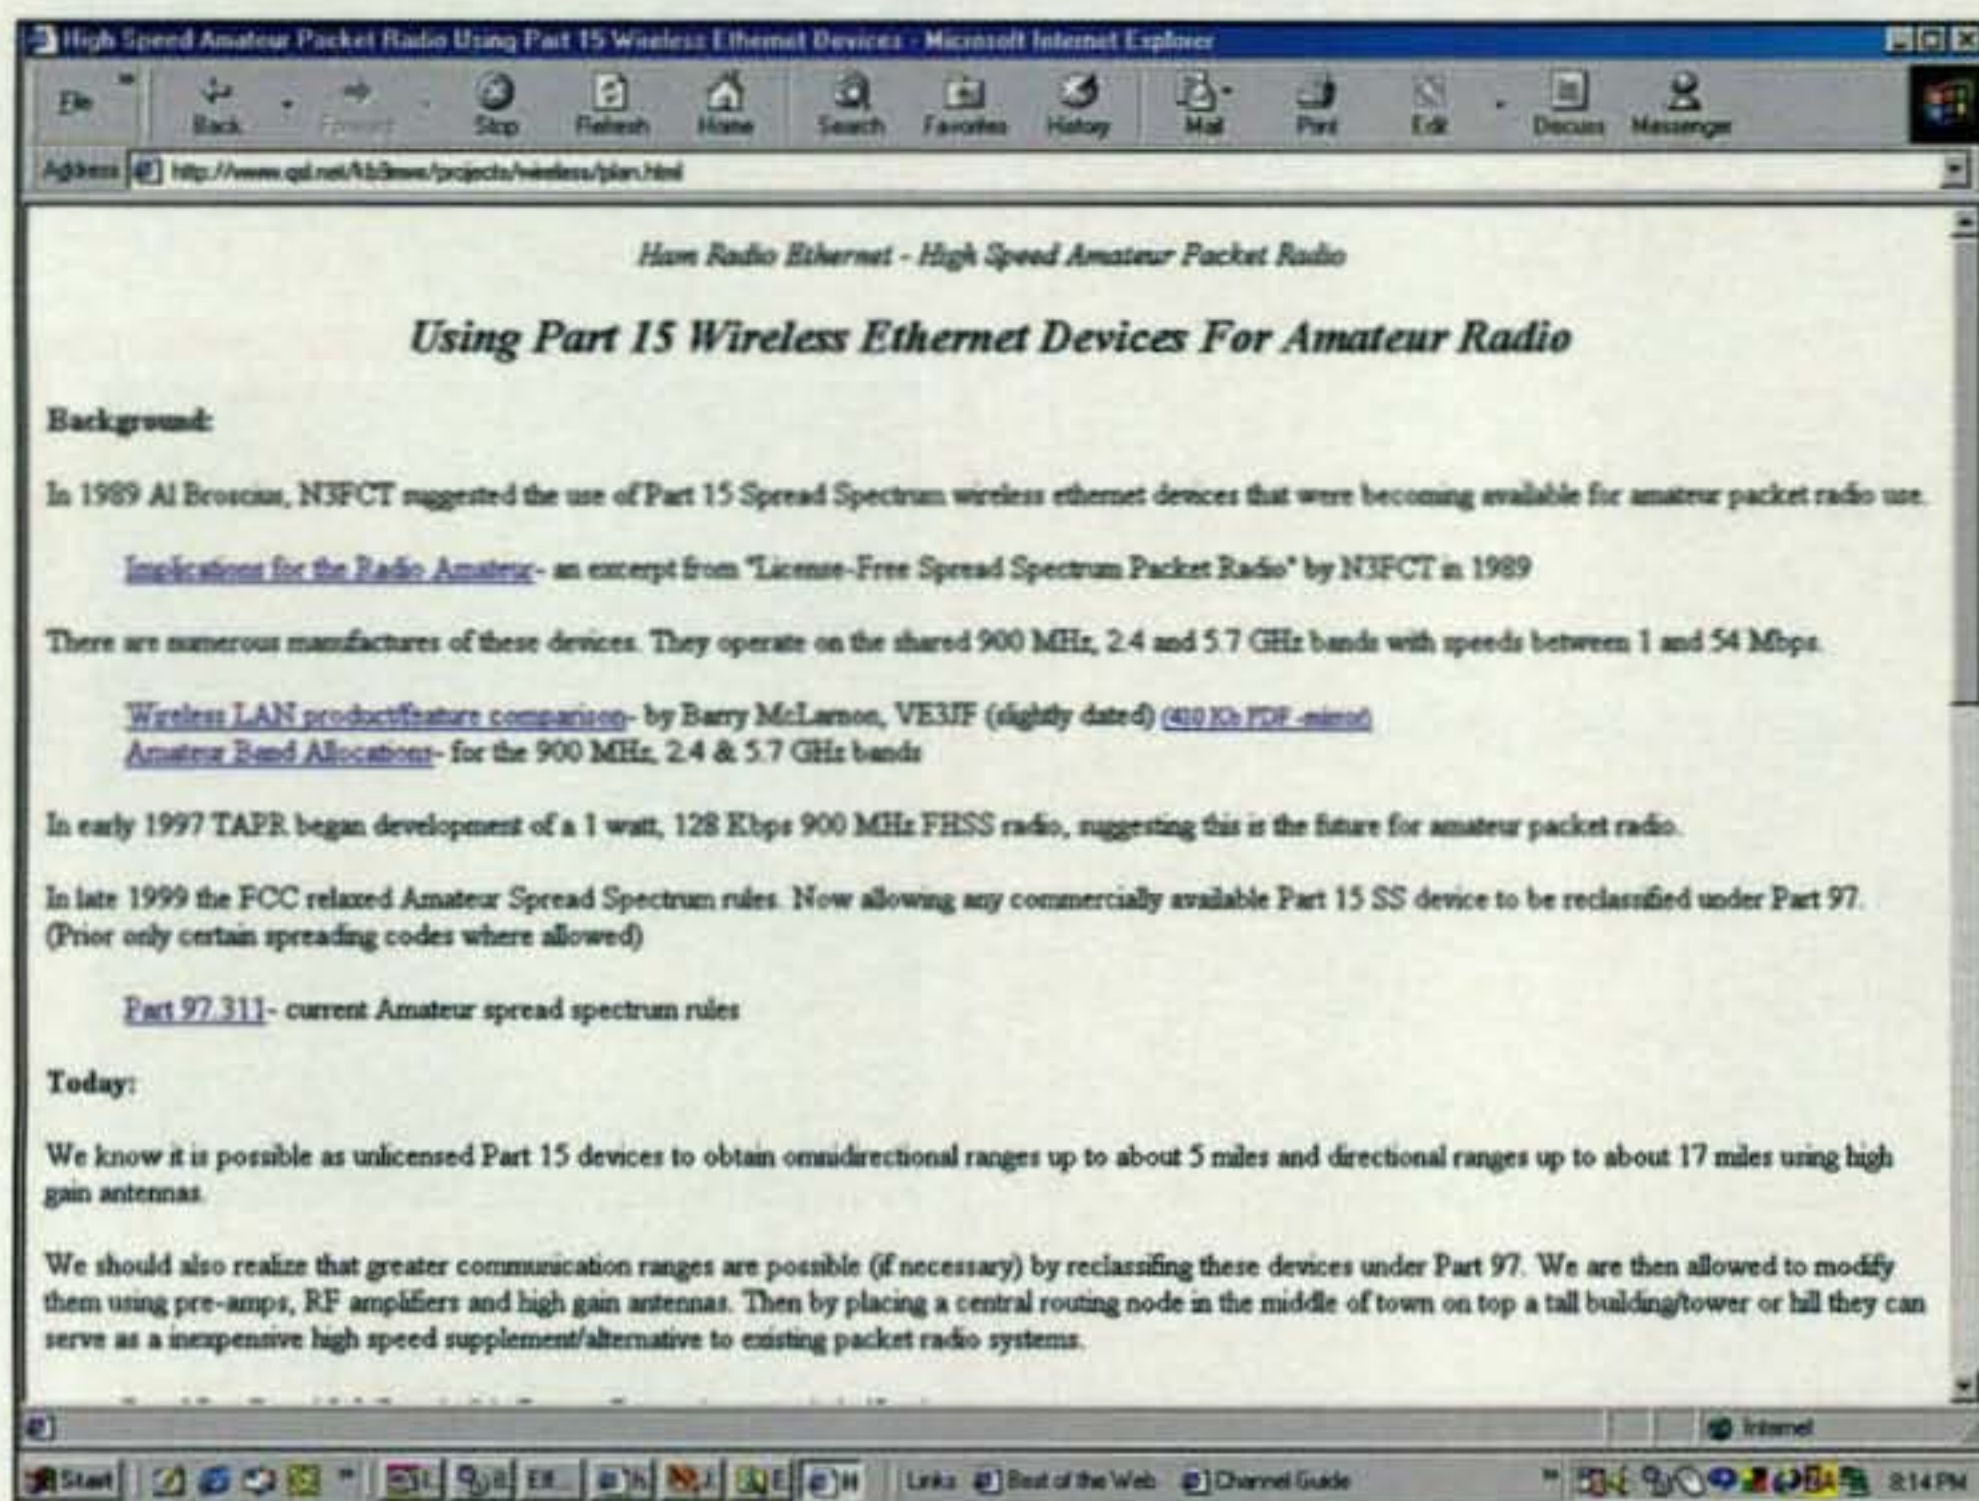 High Speed Amateur Packet Radio Using Part 15 Wireless Ethernet Devices - Microsoft Internet Explorer
File Back Forward Stop Refresh Home Search Favorites History Mail Print Edit Discuss Messenger
Address
Ham Radio Ethernet - High Speed Amateur Packet Radio
Using Part 15 Wireless Ethernet Devices For Amateur Radio
Background:
In 1989 Al Broscius, N3FCT suggested the use of Part 15 Spread Spectrum wireless ethernet devices that were becoming available for amateur packet radio use.
Implications for the Radio Amateur- an excerpt from "License-Free Spread Spectrum Packet Radio" by N3FCT in 1989
There are numerous manufactures of these devices. They operate on the shared 900 MHz, 2.4 and 5.7 GHz bands with speeds between 1 and 54 Mbps.
Wireless LAN product/feature comparison- by Barry McLarnon, VE3JF (slightly dated) (410 Kb PDF -mirror)
Amateur Band Allocations- for the 900 MHz, 2.4 & 5.7 GHz bands
In early 1997 TAPR began development of a 1 watt, 128 Kbps 900 MHz FHSS radio, suggesting this is the future for amateur packet radio.
In late 1999 the FCC relaxed Amateur Spread Spectrum rules. Now allowing any commercially available Part 15 SS device to be reclassified under Part 97.
(Prior only certain spreading codes where allowed)
Part 97.311- current Amateur spread spectrum rules
Today:
We know it is possible as unlicensed Part 15 devices to obtain omnidirectional ranges up to about 5 miles and directional ranges up to about 17 miles using high
gain antennas.
We should also realize that greater communication ranges are possible (if necessary) by reclassifing these devices under Part 97. We are then allowed to modify
them using pre-amps, RF amplifiers and high gain antennas. Then by placing a central routing node in the middle of town on top a tall building/tower or hill they can
serve as a inexpensive high speed supplement/alternative to existing packet radio systems.
Internet
Start Links Best of the Web Channel Guide 8:14 PM